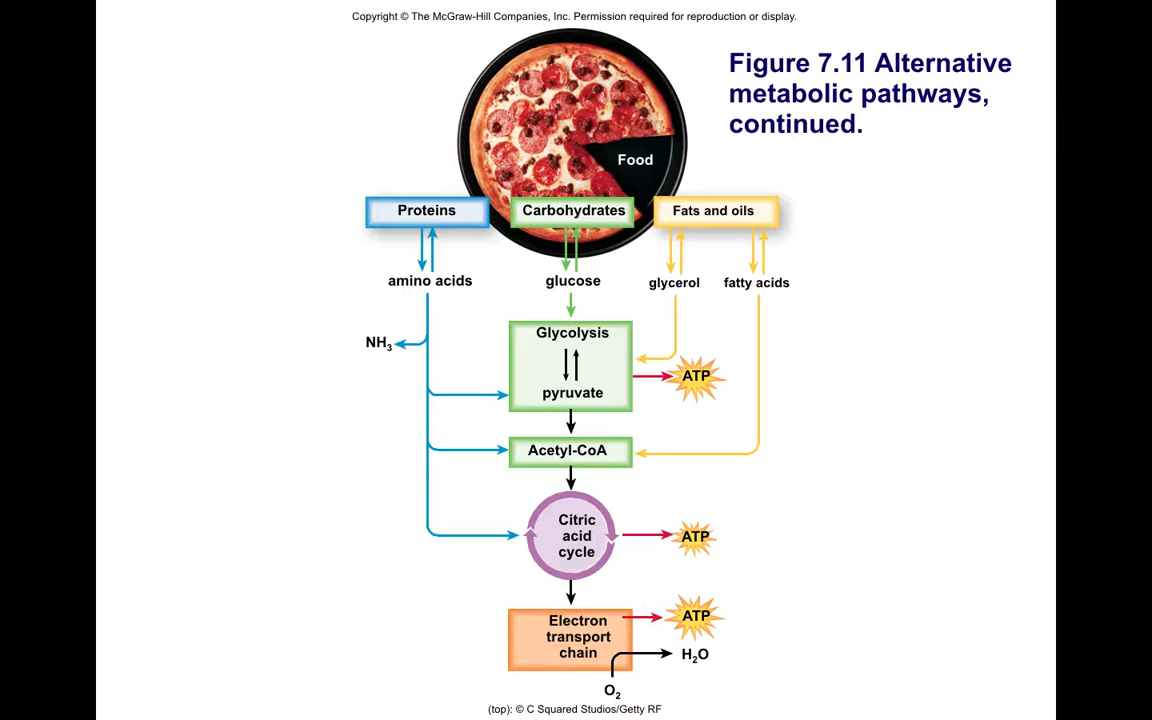 Copyright © The McGraw-Hill Companies, Inc. Permission required for reproduction or display.
Figure 7.11 Alternative
metabolic pathways,
continued.
Food
Proteins
Carbohydrates
Fats and oils
amino acids
glucose
glycerol
fatty acids
NH₃
Glycolysis
pyruvate
ATP
Acetyl-CoA
Citric
acid
cycle
ATP
Electron
transport
chain
ATP
H₂O
O₂
(top): © C Squared Studios/Getty RF